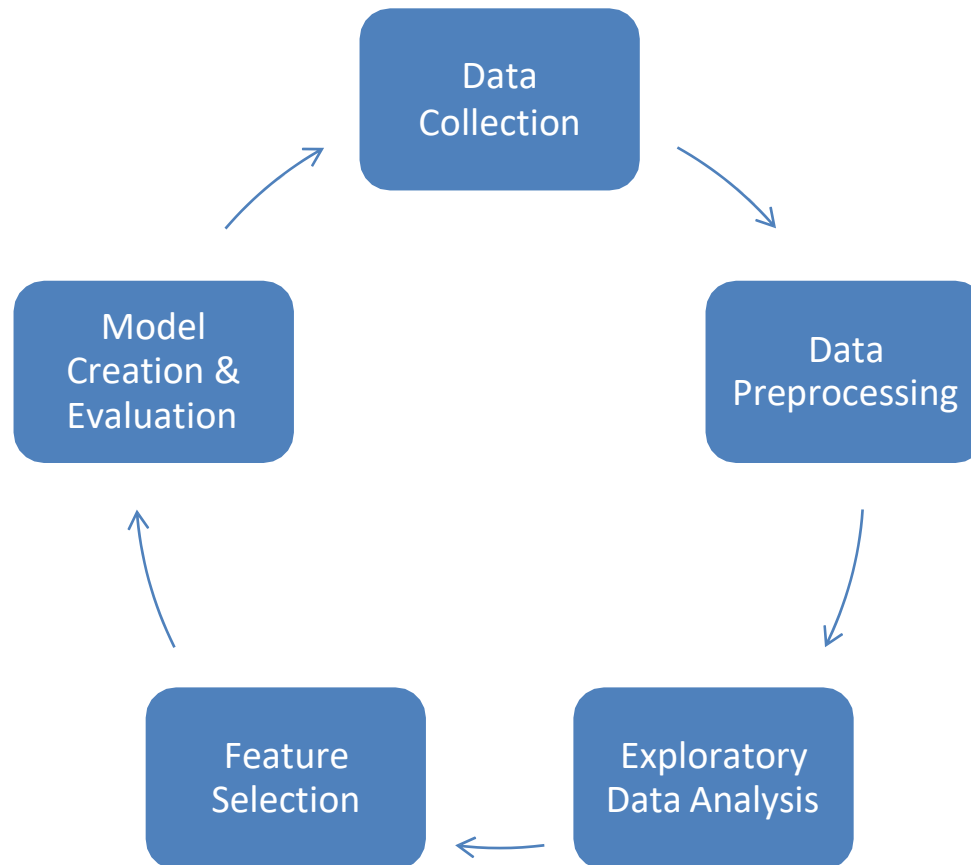 Data
Collection
Data
Preprocessing
Exploratory
Data Analysis
Feature
Selection
Model
Creation &
Evaluation